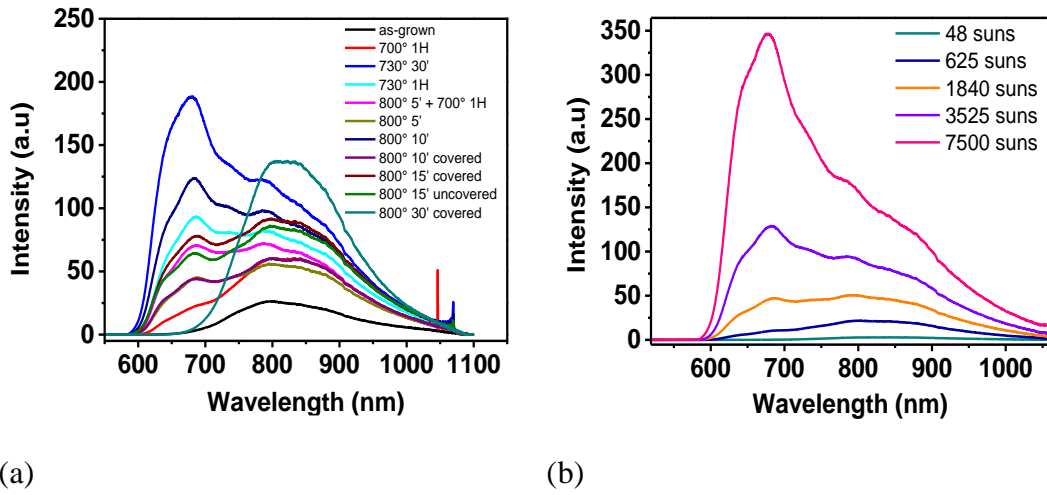 250
200
150
100
50
0
Intensity (a.u)
600 700 800 900 1000 1100
Wavelength (nm)
as-grown
700° 1H
730° 30'
730° 1H
800° 5' + 700° 1H
800° 5'
800° 10'
800° 10' covered
800° 15' covered
800° 15' uncovered
800° 30' covered
(a)
350
300
250
200
150
100
50
0
Intensity (a.u)
600 700 800 900 1000
Wavelength (nm)
48 suns
625 suns
1840 suns
3525 suns
7500 suns
(b)